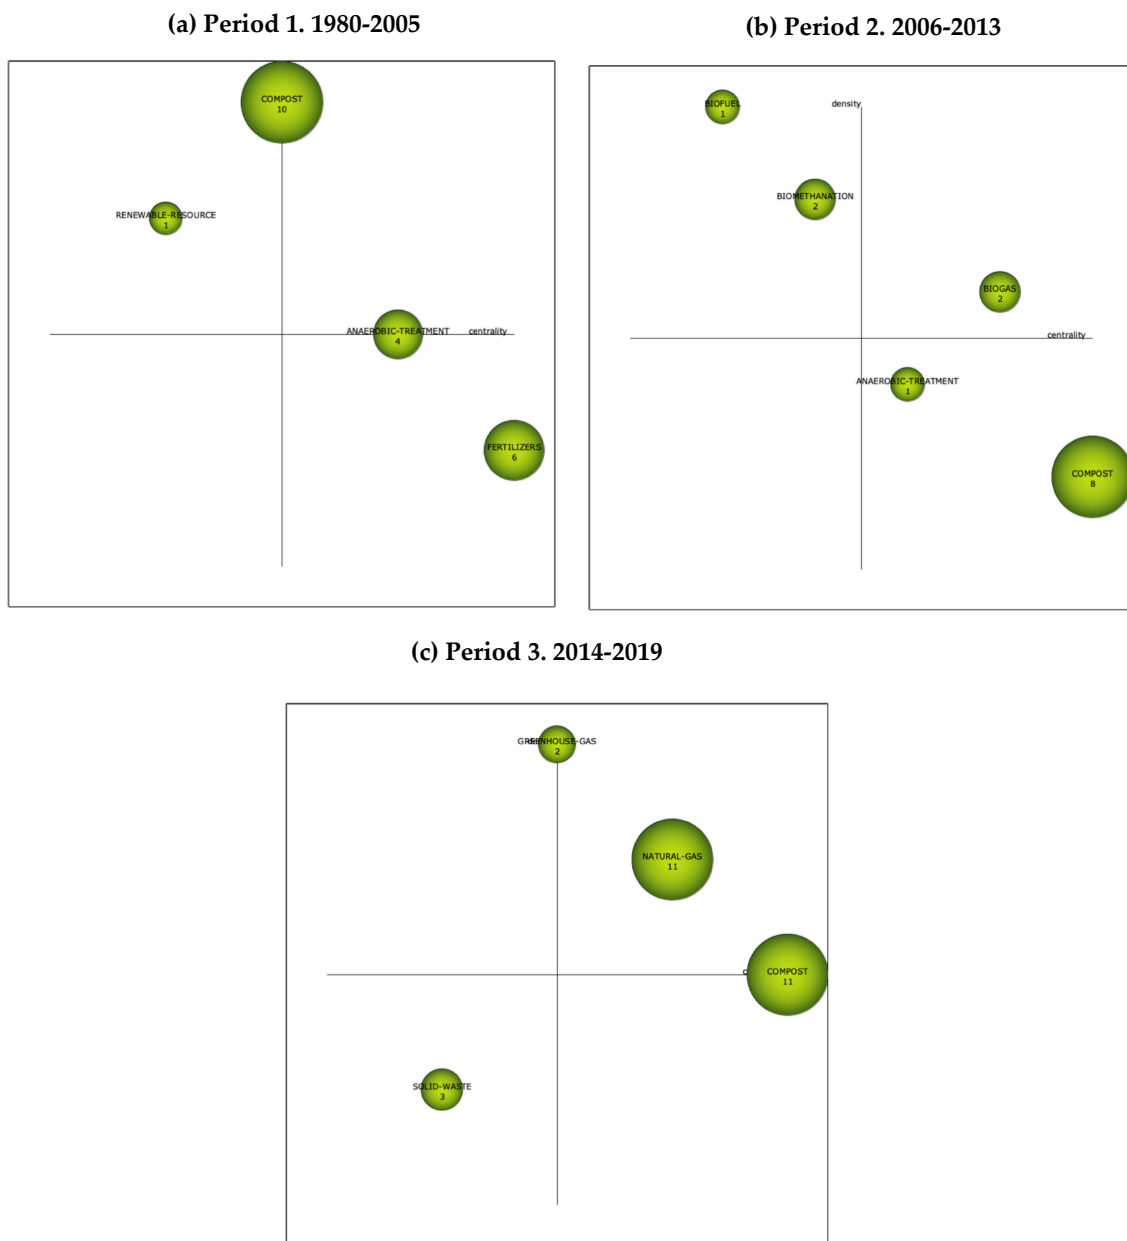 (a) Period 1. 1980-2005
COMPOST
10
RENEWABLE-RESOURCE
1
ANAEROBIC-TREATMENT
4
centrality
FERTILIZERS
6
(b) Period 2. 2006-2013
BIOFUEL
1
density
BIOMETHANATION
2
BIOGAS
2
centrality
ANAEROBIC-TREATMENT
1
COMPOST
8
(c) Period 3. 2014-2019
GREENHOUSE-GAS
2
NATURAL-GAS
11
COMPOST
11
SOLID-WASTE
3